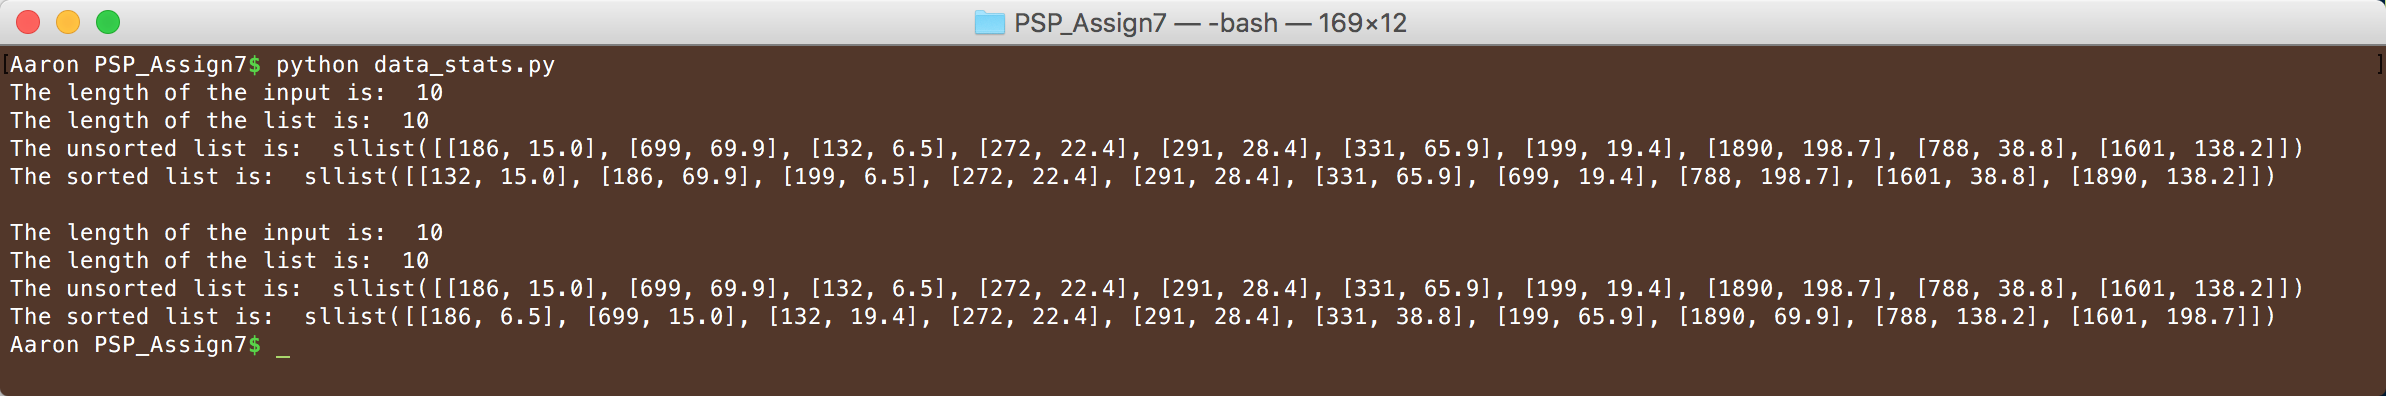 PSP_Assign7 — -bash — 169×12
[Aaron PSP_Assign7$ python data_stats.py ]
The length of the input is:  10
The length of the list is:  10
The unsorted list is:  sllist([[186, 15.0], [699, 69.9], [132, 6.5], [272, 22.4], [291, 28.4], [331, 65.9], [199, 19.4], [1890, 198.7], [788, 38.8], [1601, 138.2]])
The sorted list is:  sllist([[132, 15.0], [186, 69.9], [199, 6.5], [272, 22.4], [291, 28.4], [331, 65.9], [699, 19.4], [788, 198.7], [1601, 38.8], [1890, 138.2]])
The length of the input is:  10
The length of the list is:  10
The unsorted list is:  sllist([[186, 15.0], [699, 69.9], [132, 6.5], [272, 22.4], [291, 28.4], [331, 65.9], [199, 19.4], [1890, 198.7], [788, 38.8], [1601, 138.2]])
The sorted list is:  sllist([[186, 6.5], [699, 15.0], [132, 19.4], [272, 22.4], [291, 28.4], [331, 38.8], [199, 65.9], [1890, 69.9], [788, 138.2], [1601, 198.7]])
Aaron PSP_Assign7$ _